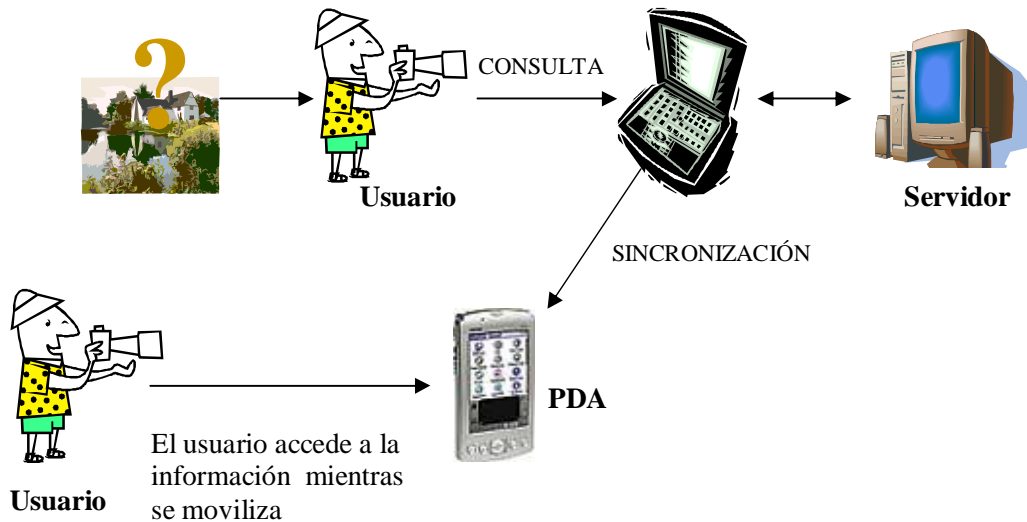 ?
CONSULTA
Usuario
Servidor
SINCRONIZACIÓN
PDA
El usuario accede a la
información mientras
se moviliza
Usuario